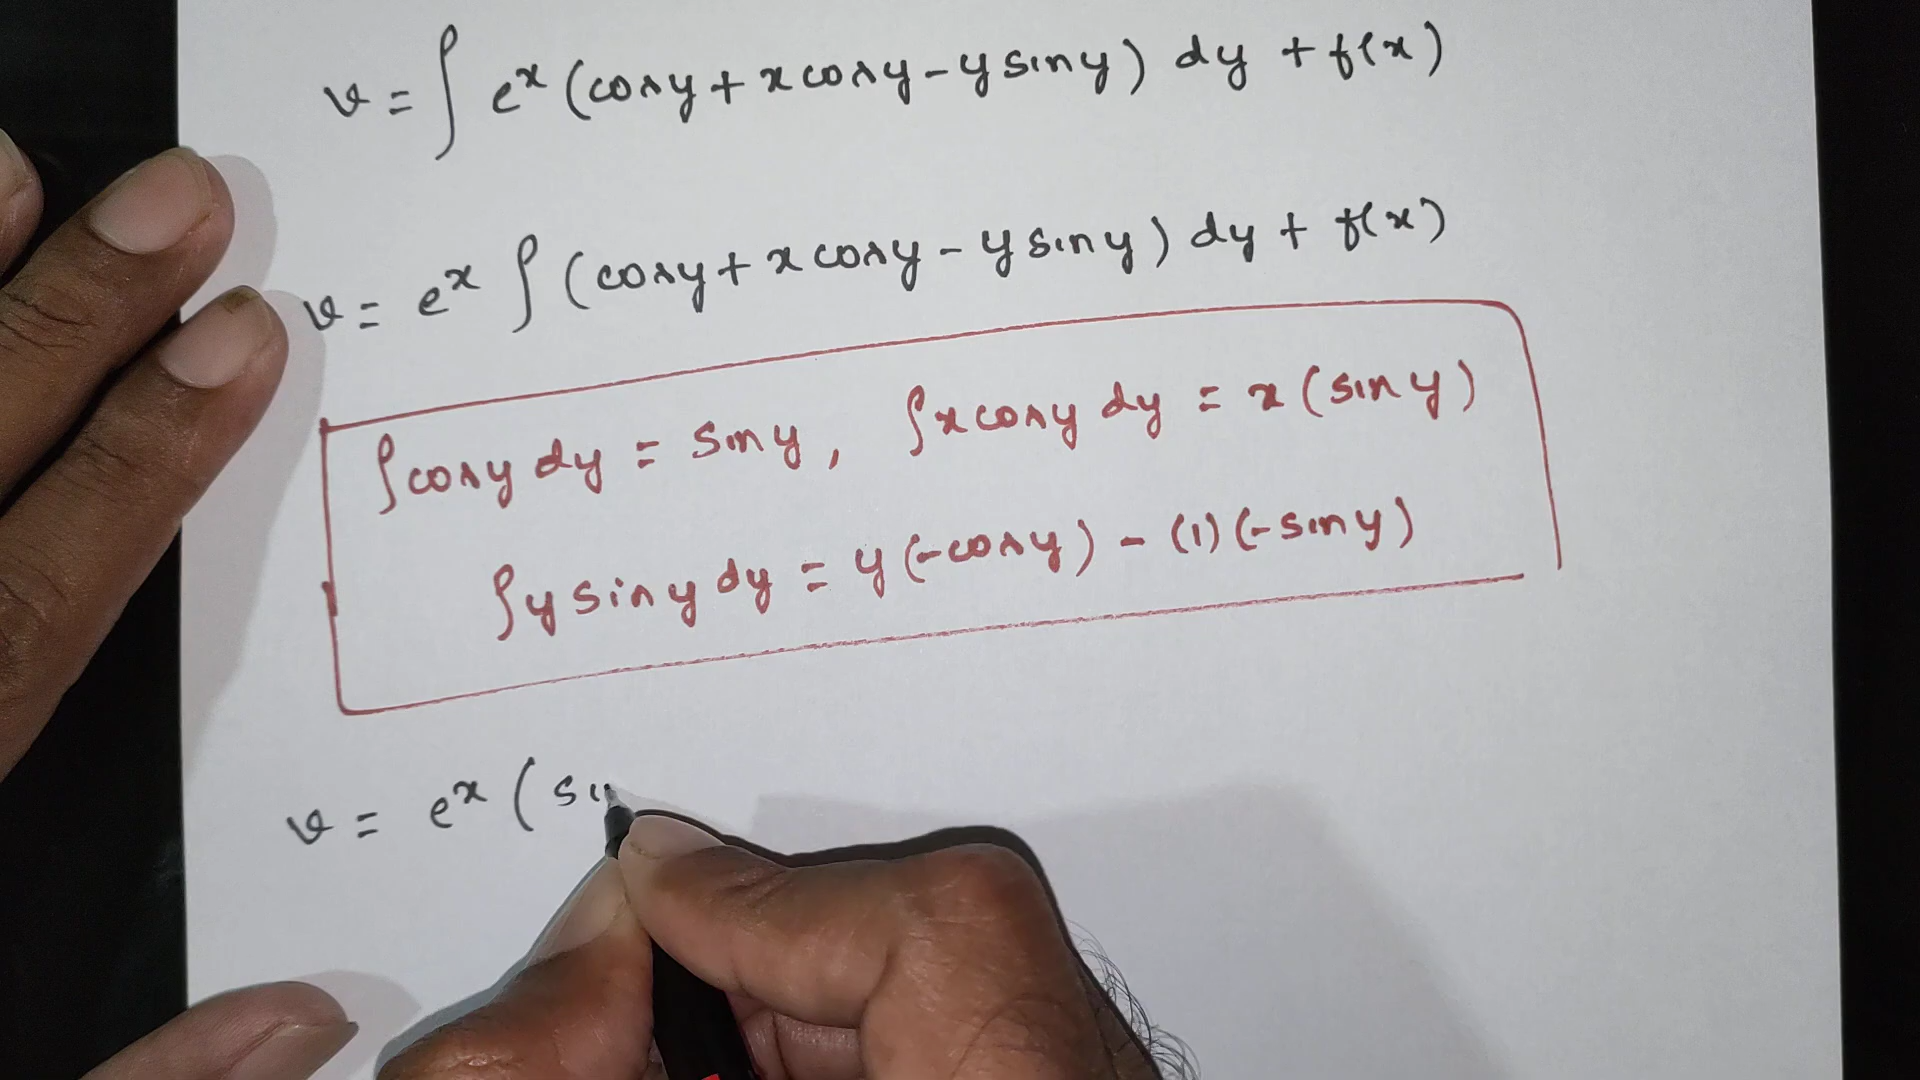 v = ∫ eˣ (cosy + x cosy - y siny) dy + f(x)
v = eˣ ∫ (cosy + x cosy - y siny) dy + f(x)
∫ cosy dy = siny, ∫ x cosy dy = x (siny)
∫ y siny dy = y (-cosy) - (1) (-siny)
v = eˣ ( si